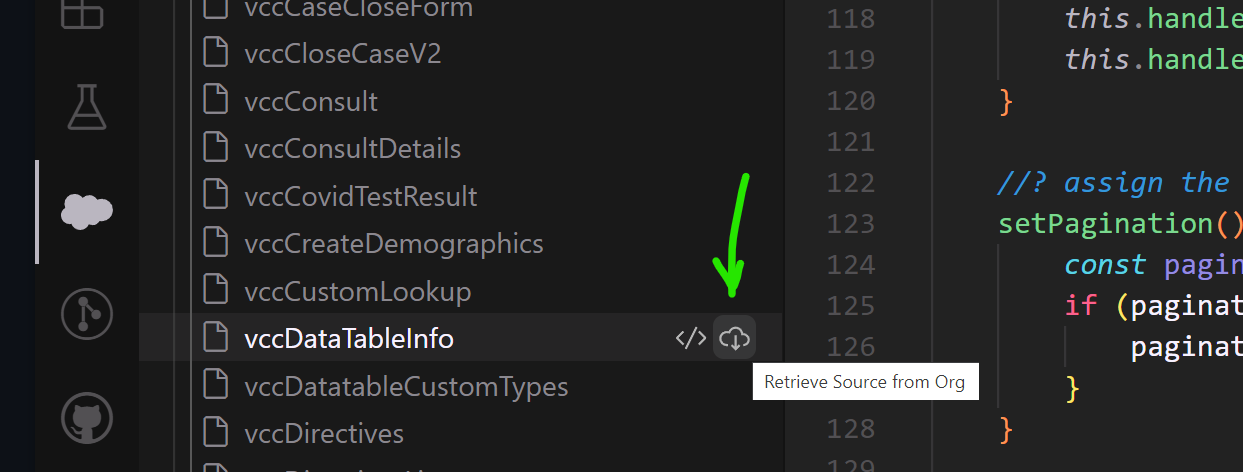 vccCaseCloseForm
vccCloseCaseV2
vccConsult
vccConsultDetails
vccCovidTestResult
vccCreateDemographics
vccCustomLookup
vccDataTableInfo </>
Retrieve Source from Org
vccDatatableCustomTypes
vccDirectives
118 this.handle
119 this.handle
120 }
121
122 //? assign the
123 setPagination()
124 const pagin
125 if (paginat
126 paginat
}
128 }
129